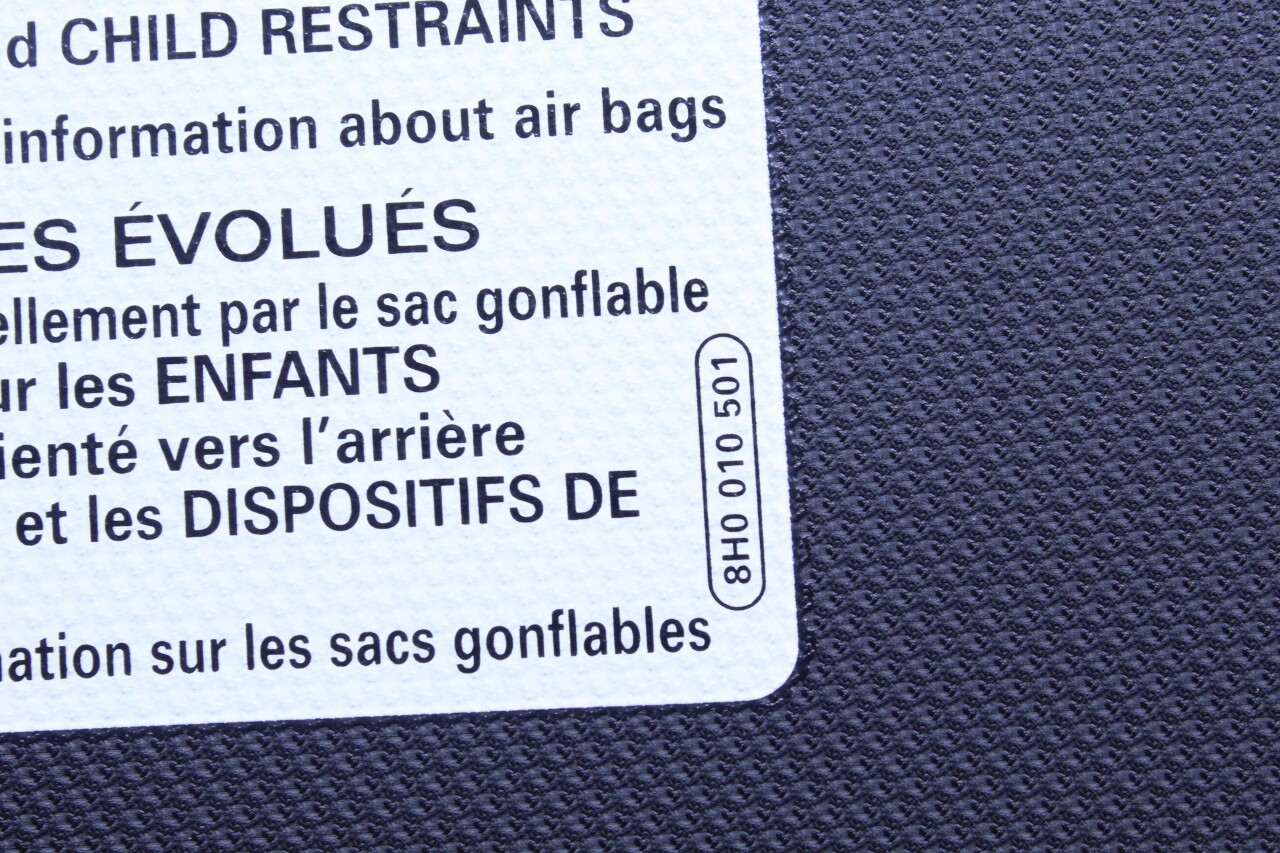 d CHILD RESTRAINTS
information about air bags
ES ÉVOLUÉS
ellement par le sac gonflable
ur les ENFANTS
ienté vers l'arrière
et les DISPOSITIFS DE
ation sur les sacs gonflables
8H0 010 501